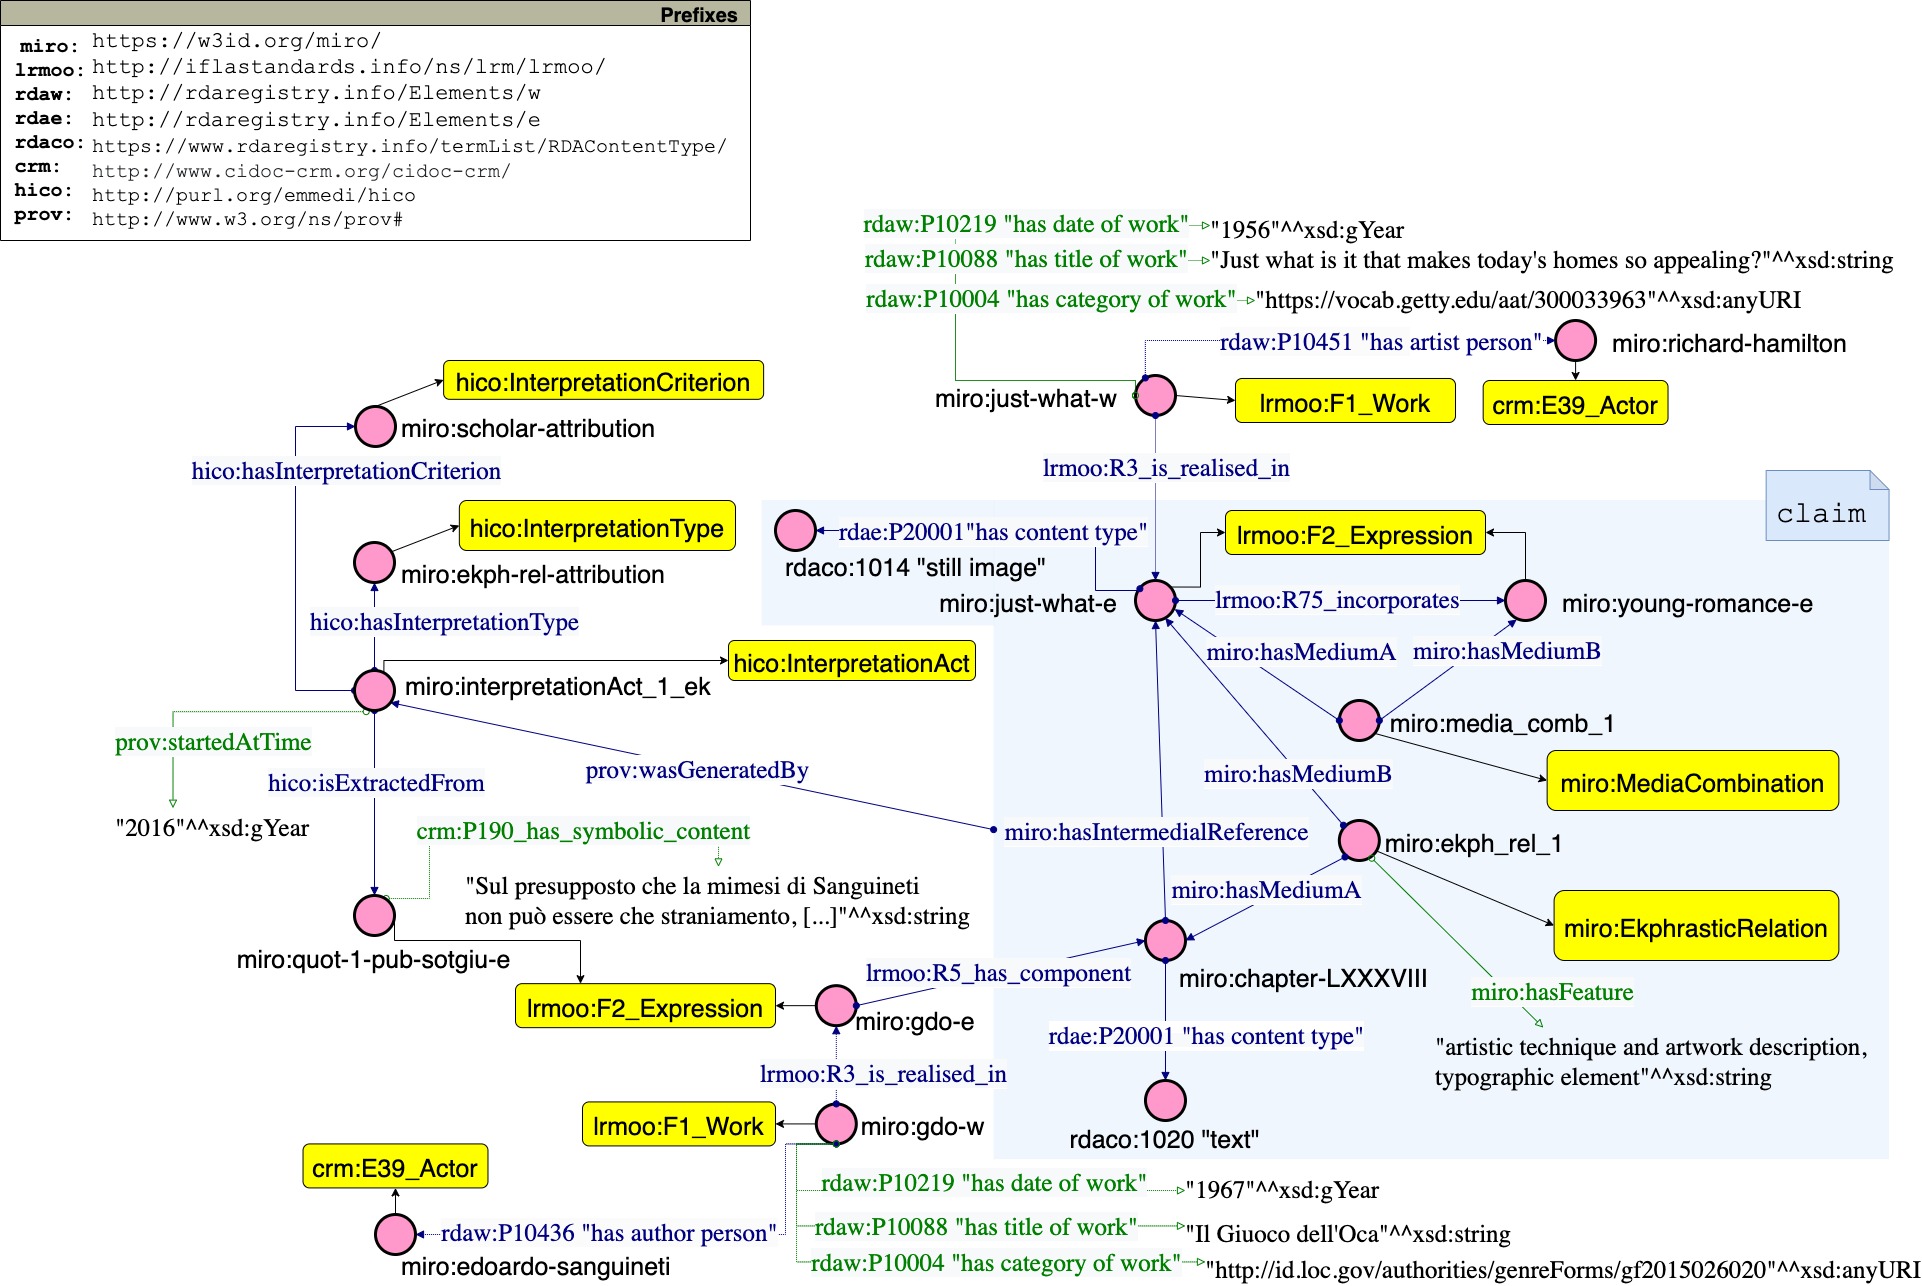 Prefixes
miro: https://w3id.org/miro/
lrmoo: http://iflastandards.info/ns/lrm/lrmoo/
rdaw: http://rdaregistry.info/Elements/w
rdae: http://rdaregistry.info/Elements/e
rdaco: https://www.rdaregistry.info/termList/RDAContentType/
crm: http://www.cidoc-crm.org/cidoc-crm/
hico: http://purl.org/emmedi/hico
prov: http://www.w3.org/ns/prov#
rdaw:P10219 "has date of work" "1956"^^xsd:gYear
rdaw:P10088 "has title of work" "Just what is it that makes today's homes so appealing?"^^xsd:string
rdaw:P10004 "has category of work" "https://vocab.getty.edu/aat/300033963"^^xsd:anyURI
rdaw:P10451 "has artist person" miro:richard-hamilton
hico:InterpretationCriterion
miro:just-what-w
lrmoo:F1_Work
crm:E39_Actor
miro:scholar-attribution
hico:hasInterpretationCriterion
lrmoo:R3_is_realised_in
claim
hico:InterpretationType
rdae:P20001"has content type"
lrmoo:F2_Expression
rdaco:1014 "still image"
miro:ekph-rel-attribution
miro:just-what-e
lrmoo:R75_incorporates
miro:young-romance-e
hico:hasInterpretationType
miro:hasMediumA
miro:hasMediumB
hico:InterpretationAct
miro:interpretationAct_1_ek
miro:media_comb_1
prov:startedAtTime
prov:wasGeneratedBy
miro:hasMediumB
hico:isExtractedFrom
miro:MediaCombination
"2016"^^xsd:gYear
crm:P190_has_symbolic_content
miro:hasIntermedialReference
miro:ekph_rel_1
"Sul presupposto che la mimesi di Sanguineti
non può essere che straniamento, [...]"^^xsd:string
miro:hasMediumA
miro:EkphrasticRelation
miro:quot-1-pub-sotgiu-e
lrmoo:R5_has_component
miro:chapter-LXXXVIII
miro:hasFeature
lrmoo:F2_Expression
miro:gdo-e
rdae:P20001 "has content type"
"artistic technique and artwork description,
typographic element"^^xsd:string
lrmoo:R3_is_realised_in
lrmoo:F1_Work
miro:gdo-w
rdaco:1020 "text"
crm:E39_Actor
rdaw:P10219 "has date of work" "1967"^^xsd:gYear
rdaw:P10436 "has author person"
rdaw:P10088 "has title of work" "Il Giuoco dell'Oca"^^xsd:string
miro:edoardo-sanguineti
rdaw:P10004 "has category of work" "http://id.loc.gov/authorities/genreForms/gf2015026020"^^xsd:anyURI